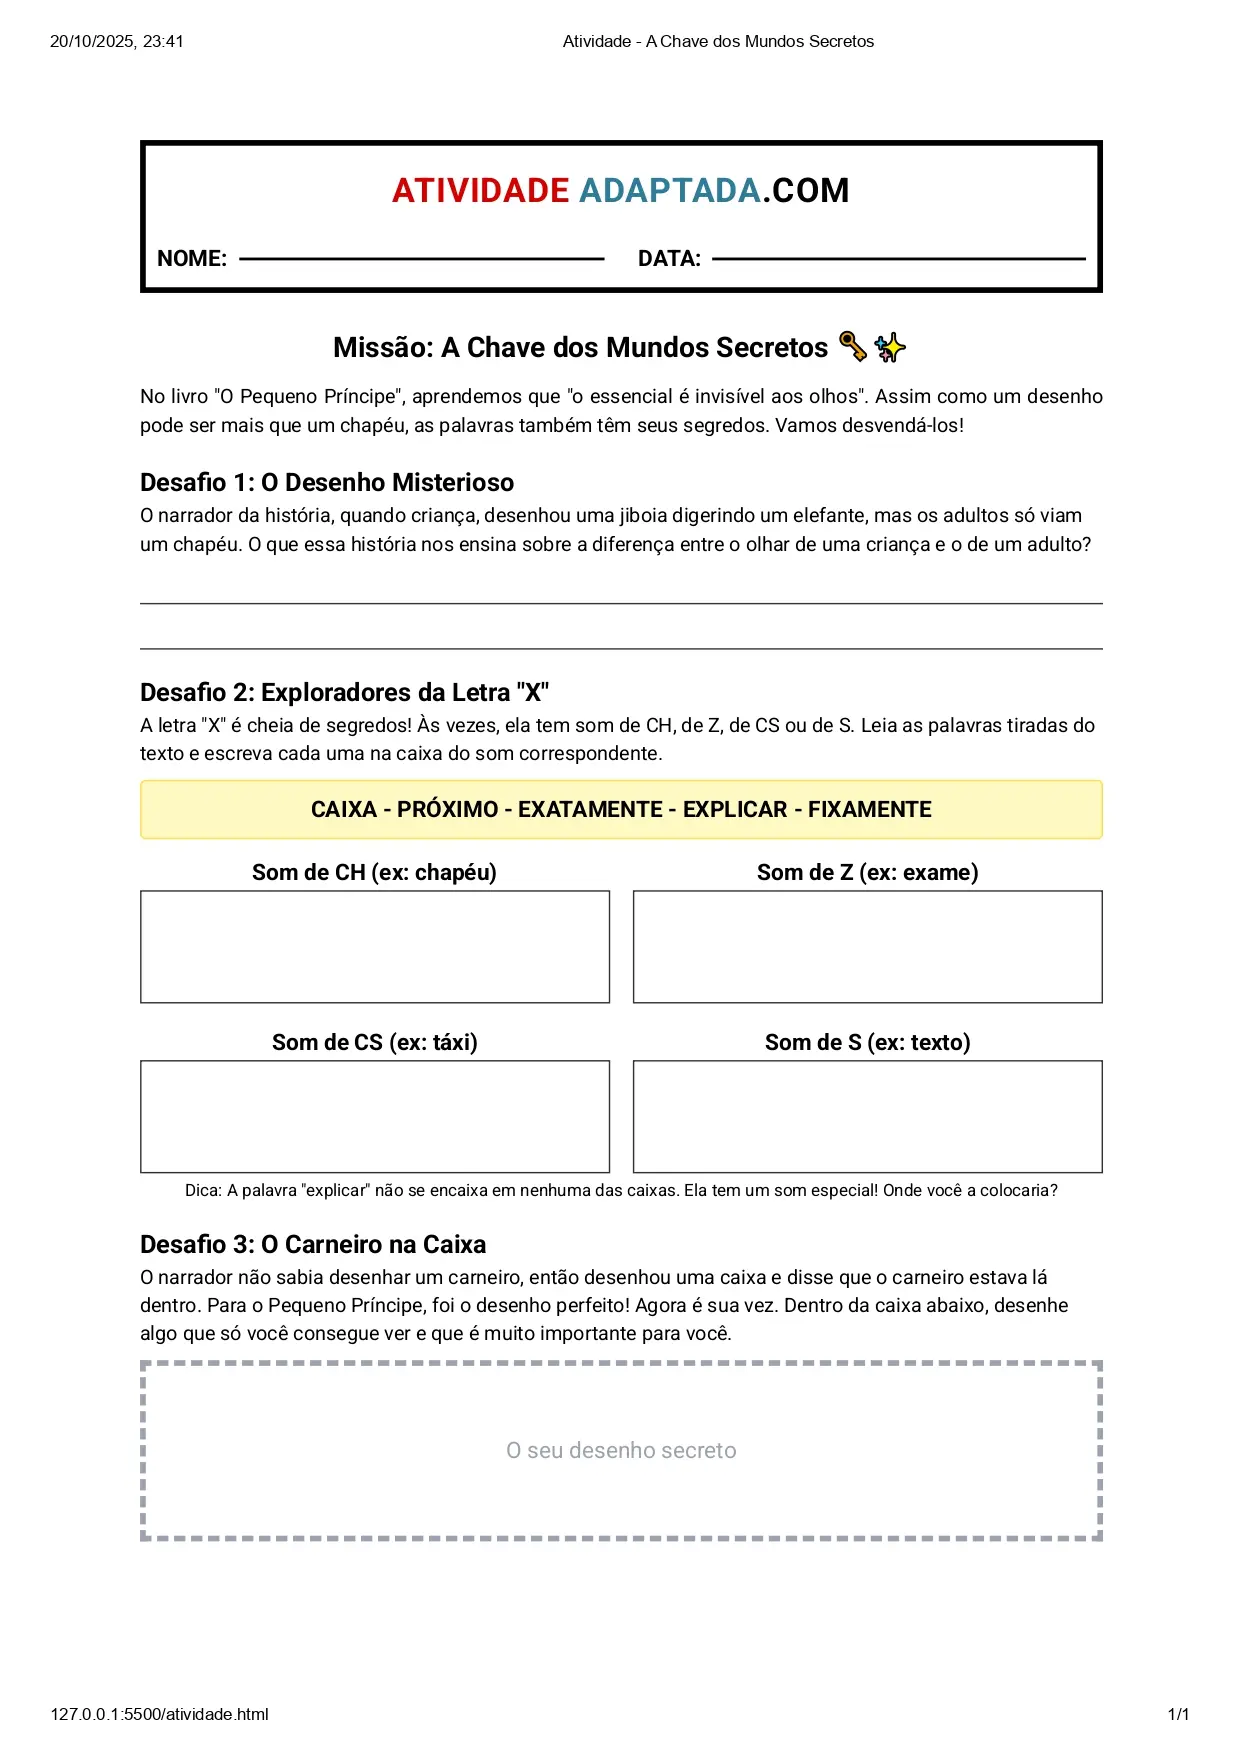 20/10/2025, 23:41
Atividade - A Chave dos Mundos Secretos
ATIVIDADE ADAPTADA.COM
NOME:
DATA:
Missão: A Chave dos Mundos Secretos
No livro "O Pequeno Príncipe", aprendemos que "o essencial é invisível aos olhos". Assim como um desenho
pode ser mais que um chapéu, as palavras também têm seus segredos. Vamos desvendá-los!
Desafio 1: O Desenho Misterioso
O narrador da história, quando criança, desenhou uma jiboia digerindo um elefante, mas os adultos só viam
um chapéu. O que essa história nos ensina sobre a diferença entre o olhar de uma criança e o de um adulto?
Desafio 2: Exploradores da Letra "X"
A letra "X" é cheia de segredos! Às vezes, ela tem som de CH, de Z, de CS ou de S. Leia as palavras tiradas do
texto e escreva cada uma na caixa do som correspondente.
CAIXA - PRÓXIMO - EXATAMENTE - EXPLICAR - FIXAMENTE
Som de CH (ex: chapéu)
Som de Z (ex: exame)
Som de CS (ex: táxi)
Som de S (ex: texto)
Dica: A palavra "explicar" não se encaixa em nenhuma das caixas. Ela tem um som especial! Onde você a colocaria?
Desafio 3: O Carneiro na Caixa
O narrador não sabia desenhar um carneiro, então desenhou uma caixa e disse que o carneiro estava lá
dentro. Para o Pequeno Príncipe, foi o desenho perfeito! Agora é sua vez. Dentro da caixa abaixo, desenhe
algo que só você consegue ver e que é muito importante para você.
O seu desenho secreto
127.0.0.1:5500/atividade.html
1/1